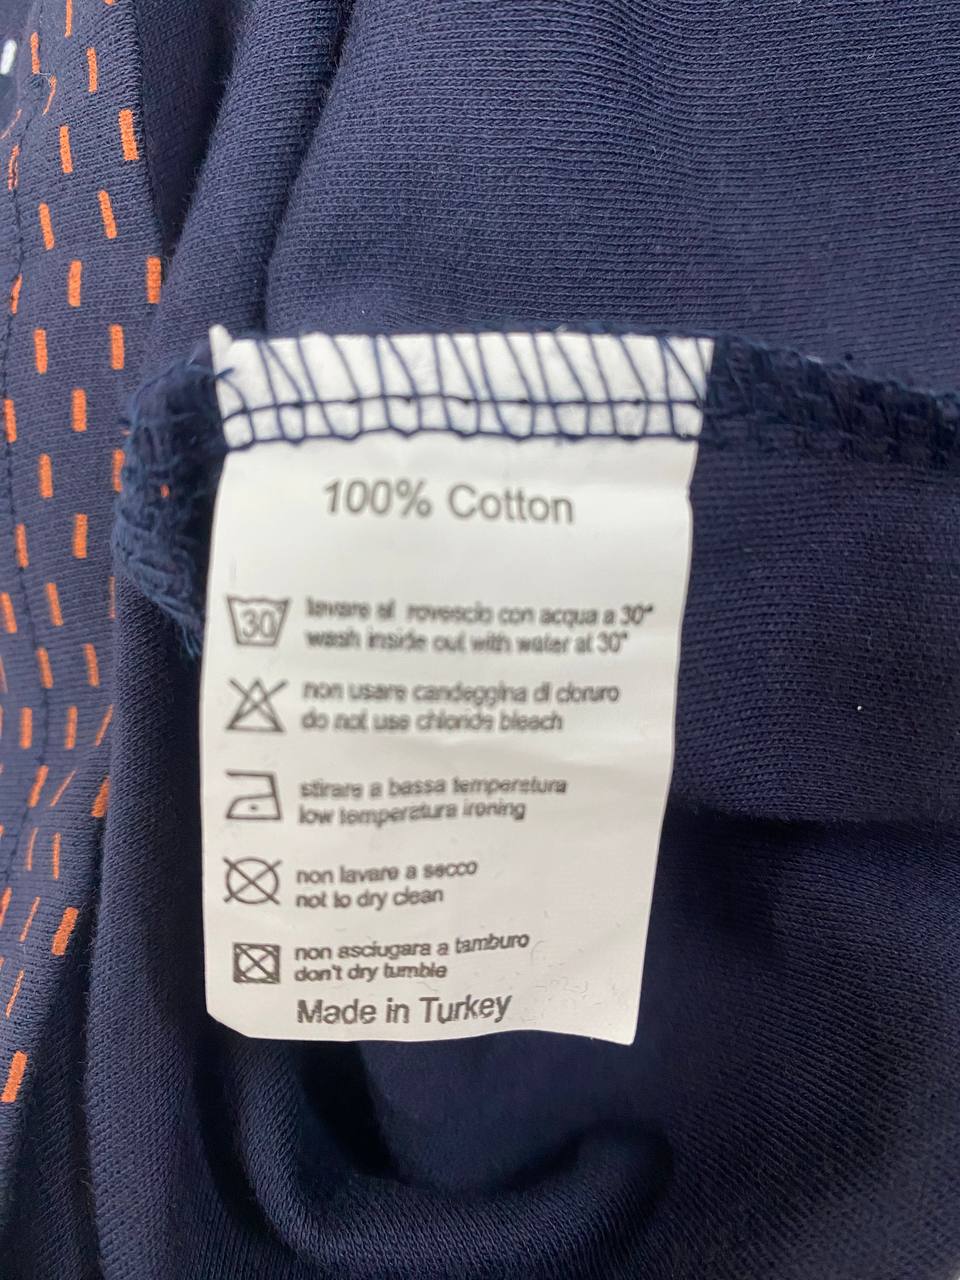 100% Cotton
30 lavare al rovescio con acqua a 30°
wash inside out with water at 30°
non usare candeggina di cloruro
do not use chloride bleach
stirare a bassa temperatura
low temperatura ironing
non lavare a secco
not to dry clean
non asciugara a tamburo
don't dry tumble
Made in Turkey